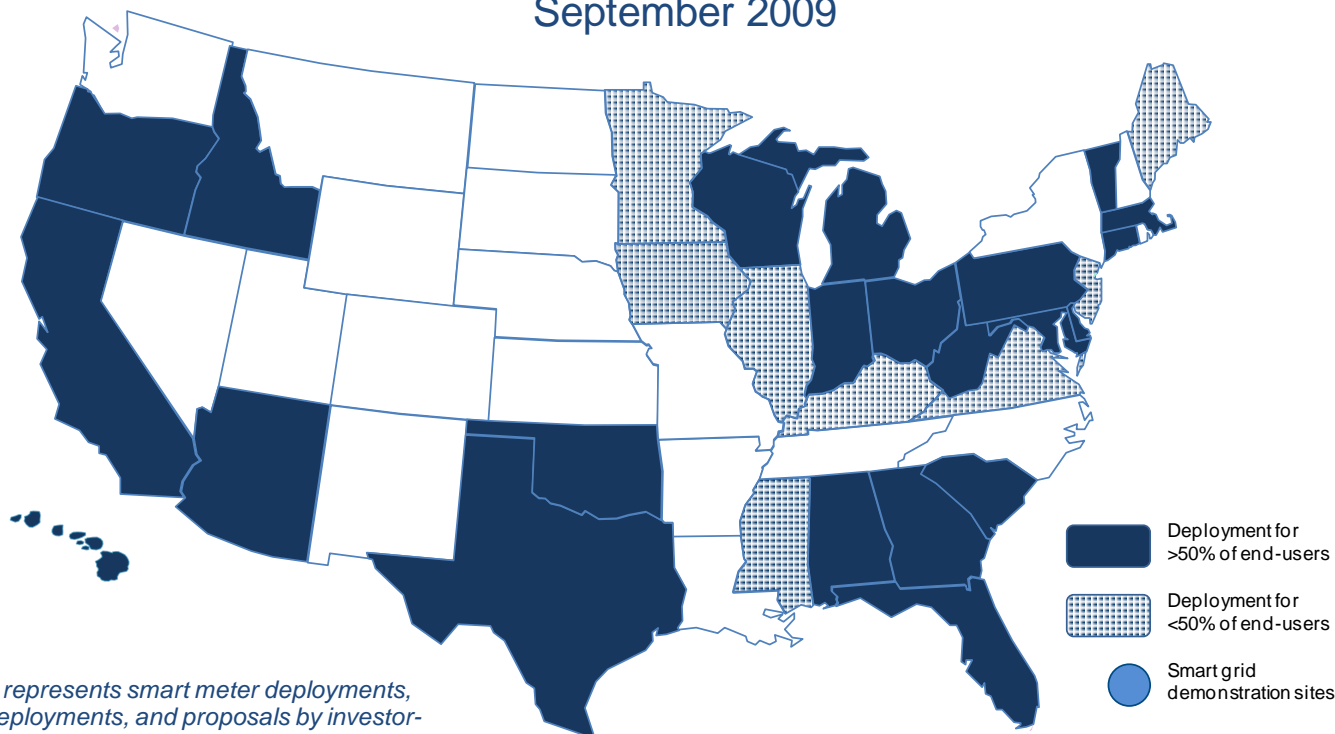 September 2009
Deployment for
>50% of end-users
Deployment for
<50% of end-users
Smart grid
demonstration sites
represents smart meter deployments,
eployments, and proposals by investor-